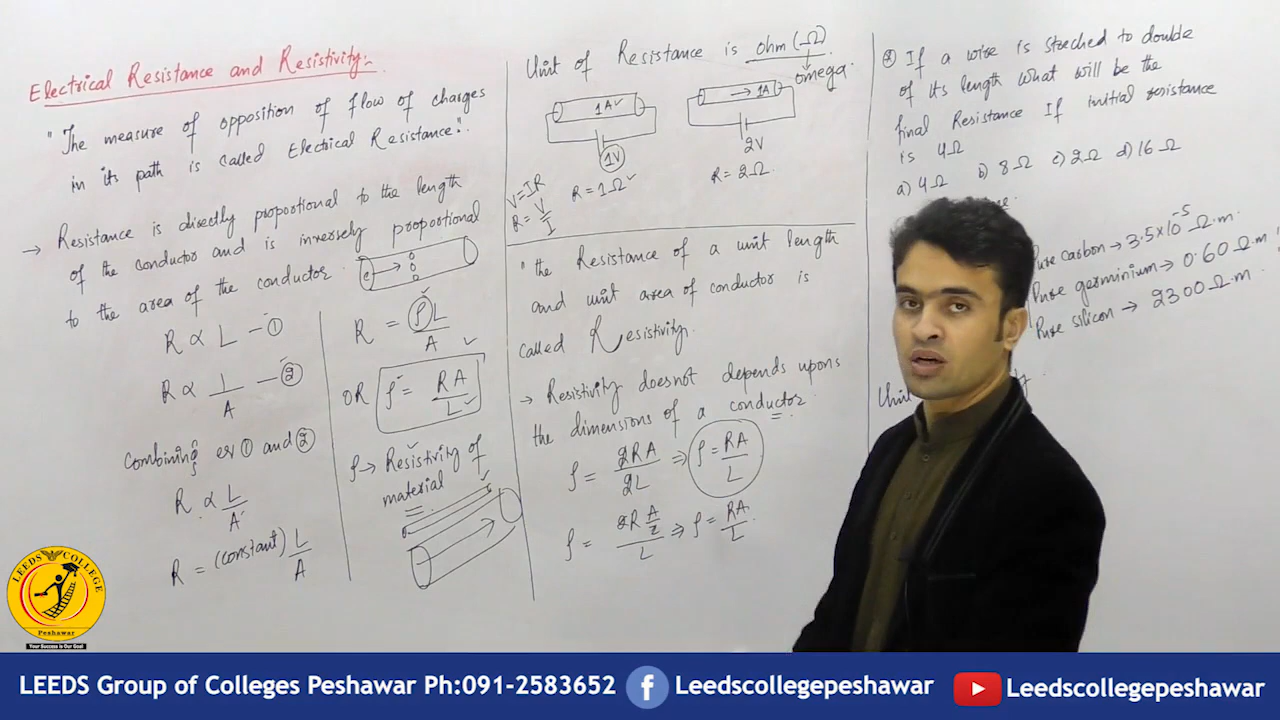 Electrical Resistance and Resistivity:-
"The measure of opposition of flow of charges
in its path is called Electrical Resistance".
→ Resistance is directly proportional to the length
of the conductor and is inversely proportional
to the area of the conductor.
R ∝ L - ①
R ∝ 1/A - ②
Combining eq ① and ②
R ∝ L/A
R = (constant) L/A
R = ρL/A
OR ρ = RA/L
ρ → Resistivity of
material
Unit of Resistance is ohm (Ω)
omega
1A
1V
R = 1Ω
1A
2V
R = 2Ω
V = IR
R = V/I
"the Resistance of a unit length
and unit area of conductor is
called Resistivity.
→ Resistivity doesnot depends upons
the dimensions of a conductor.
ρ = 2RA/2L ⇒ ρ = RA/L
ρ = 2R A/2 / L ⇒ ρ = RA/L
If a wire is streched to double
of its length what will be the
final Resistance If initial resistance
is 4Ω
a) 4Ω b) 8Ω c) 2Ω d) 16Ω
Pure carbon → 3.5×10⁻⁵ Ω.m.
Pure germinium → 0.60 Ω.m
Pure silicon → 2300 Ω.m.
Unit
LEEDS COLLEGE
Peshawar
Your Success is Our Goal
LEEDS Group of Colleges Peshawar Ph:091-2583652
f Leedscollegepeshawar
Leedscollegepeshawar